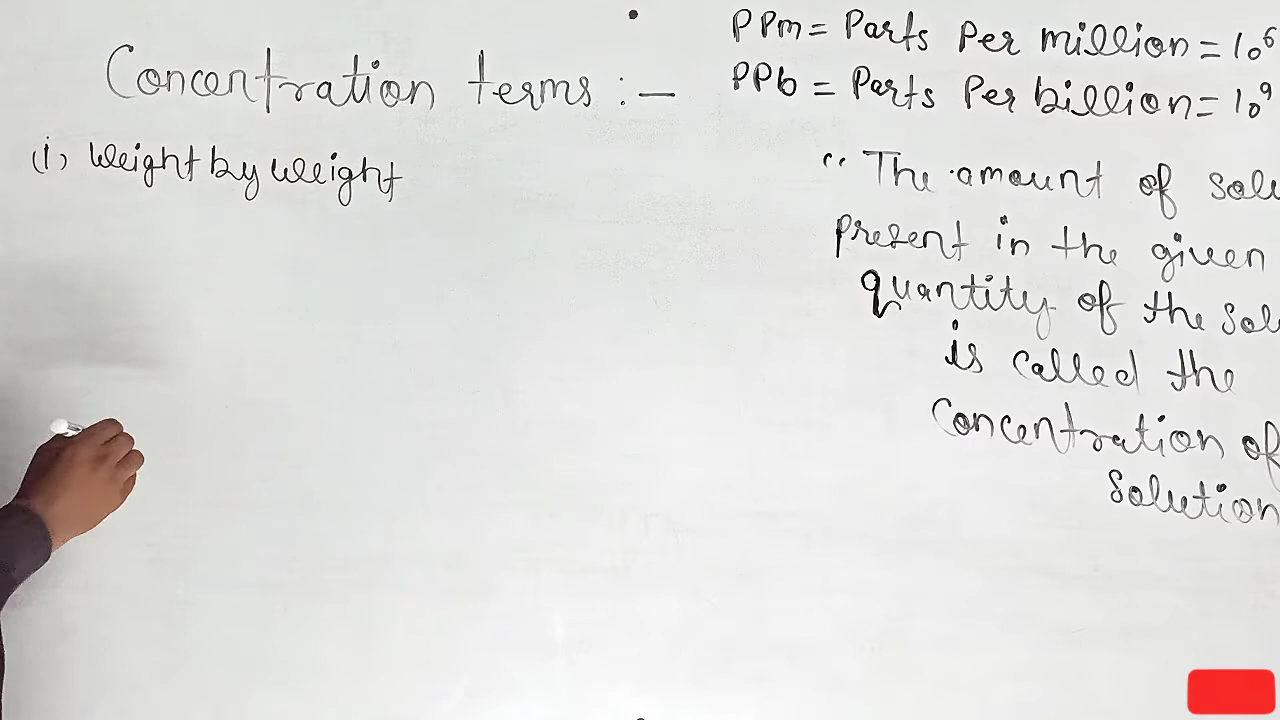 Concentration terms :—
(i) Weight by weight
PPm = Parts Per million = 10⁶
PPb = Parts Per billion = 10⁹
“ The amount of
Present in the given
quantity of the
is called the
Concentration of
Solution